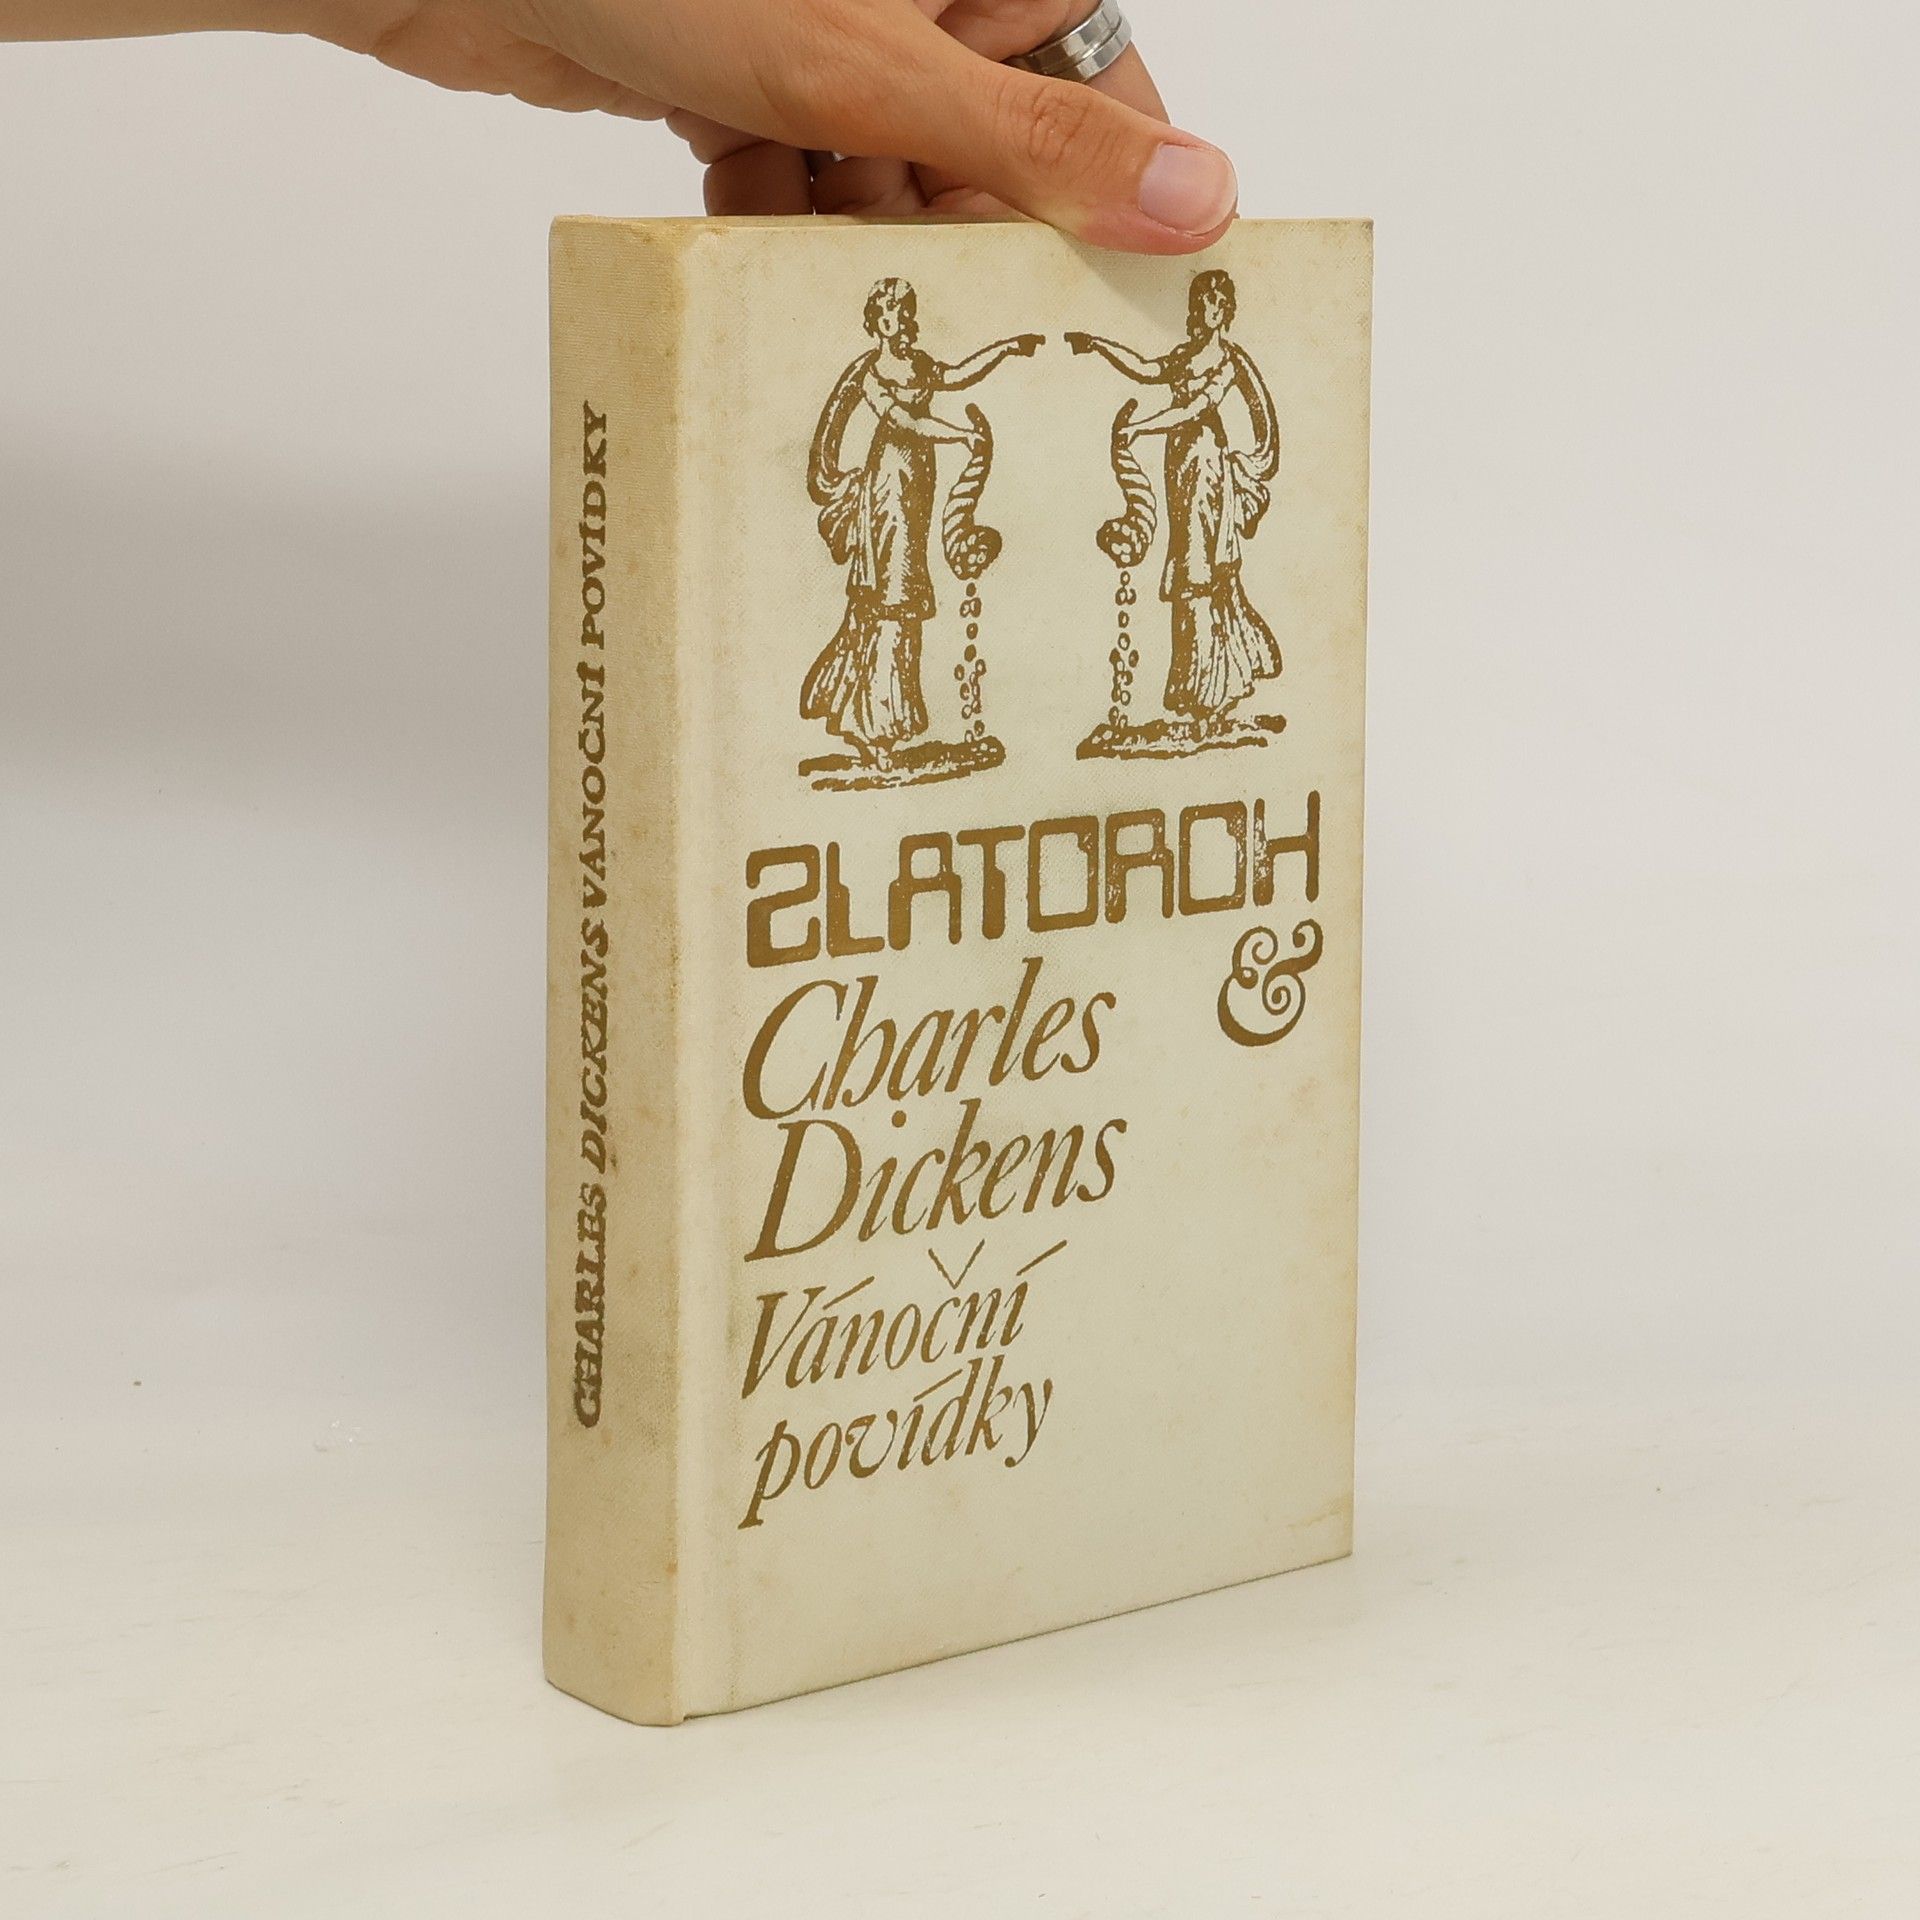 CHARLES DICKENS VÁNOČNÍ POVÍDKY
ZLATOROH
&
Charles
Dickens
Vánoční
povídky